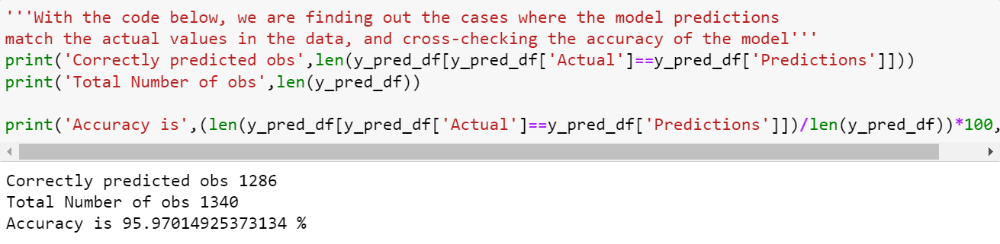 '''With the code below, we are finding out the cases where the model predictions
match the actual values in the data, and cross-checking the accuracy of the model'''
print('Correctly predicted obs',len(y_pred_df[y_pred_df['Actual']==y_pred_df['Predictions']]))
print('Total Number of obs',len(y_pred_df))
print('Accuracy is',(len(y_pred_df[y_pred_df['Actual']==y_pred_df['Predictions']])/len(y_pred_df))*100,
Correctly predicted obs 1286
Total Number of obs 1340
Accuracy is 95.97014925373134 %